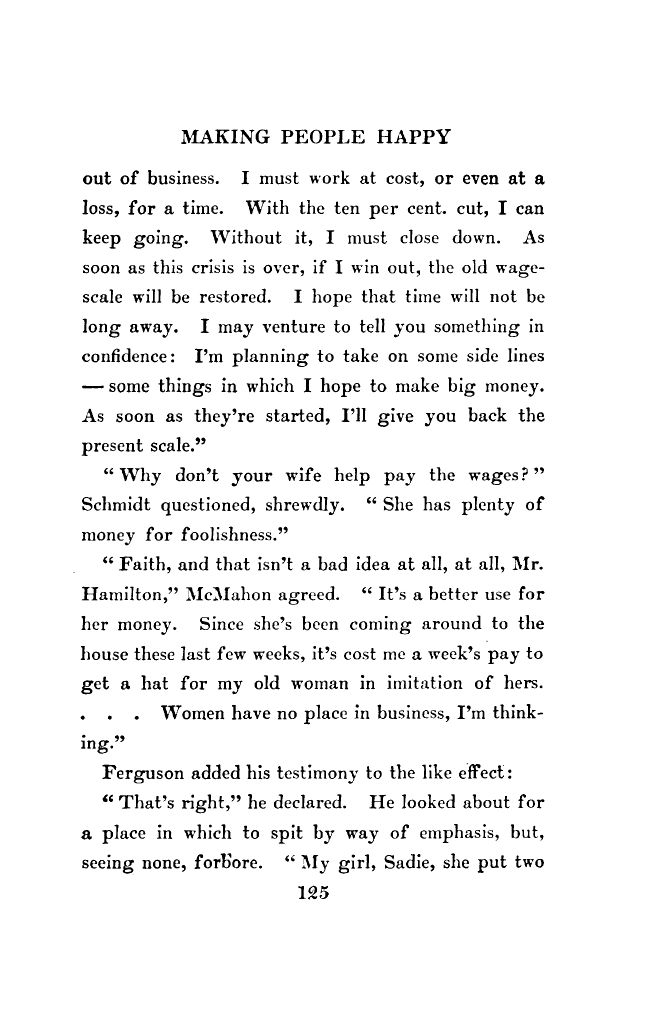 MAKING PEOPLE HAPPY
out of business. I must work at cost, or even at a
loss, for a time. With the ten per cent. cut, I can
keep going. Without it, I must close down. As
soon as this crisis is over, if I win out, the old wage-
scale will be restored. I hope that time will not be
long away. I may venture to tell you something in
confidence: I'm planning to take on some side lines
— some things in which I hope to make big money.
As soon as they're started, I'll give you back the
present scale."
" Why don't your wife help pay the wages? "
Schmidt questioned, shrewdly. " She has plenty of
money for foolishness."
" Faith, and that isn't a bad idea at all, at all, Mr.
Hamilton," McMahon agreed. " It's a better use for
her money. Since she's been coming around to the
house these last few weeks, it's cost me a week's pay to
get a hat for my old woman in imitation of hers.
. . . Women have no place in business, I'm think-
ing."
Ferguson added his testimony to the like effect:
" That's right," he declared. He looked about for
a place in which to spit by way of emphasis, but,
seeing none, forbore. " My girl, Sadie, she put two
125